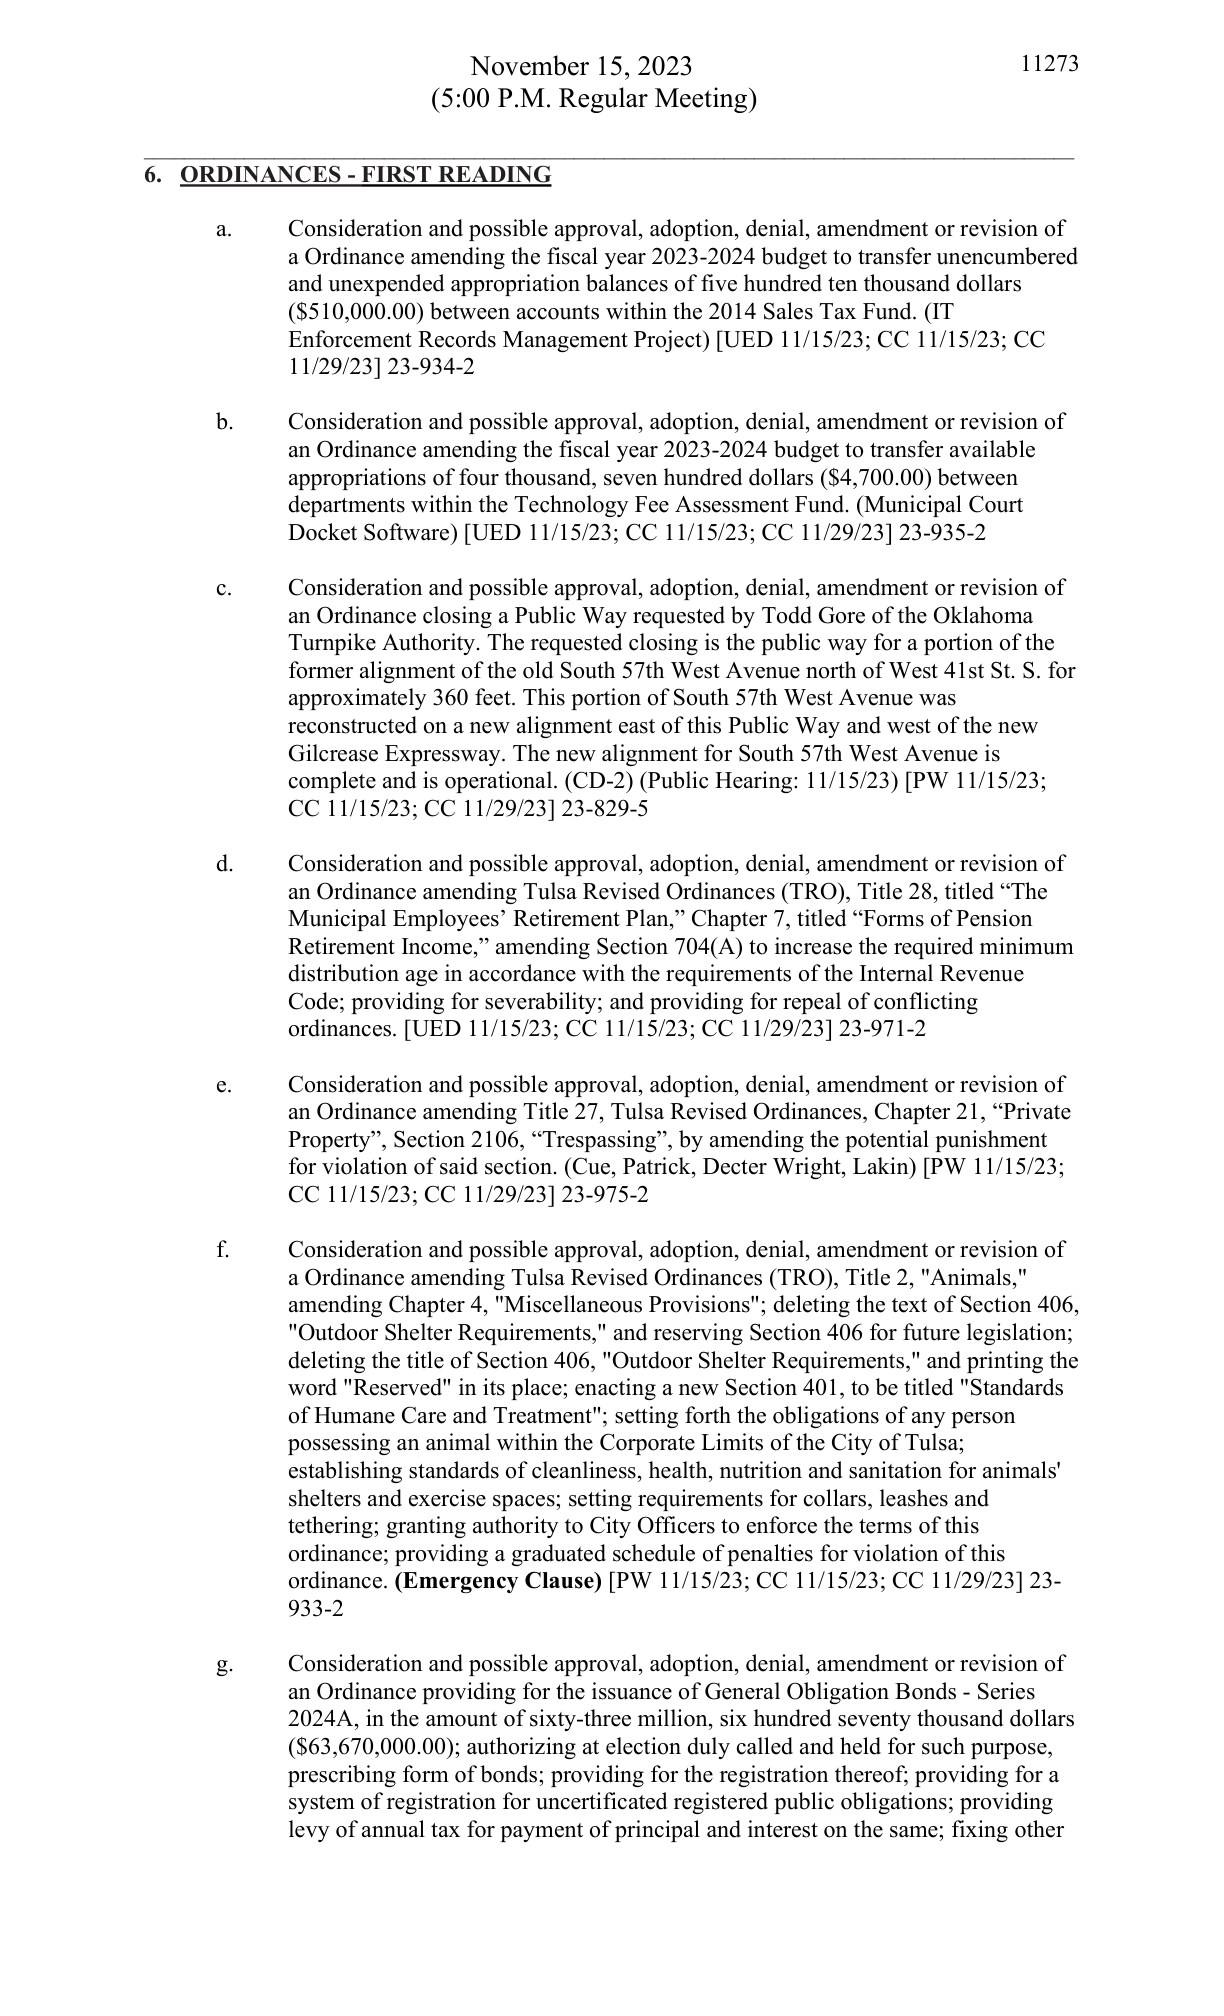 November 15, 2023
11273
(5:00 P.M. Regular Meeting)
6. ORDINANCES - FIRST READING
a. Consideration and possible approval, adoption, denial, amendment or revision of
a Ordinance amending the fiscal year 2023-2024 budget to transfer unencumbered
and unexpended appropriation balances of five hundred ten thousand dollars
($510,000.00) between accounts within the 2014 Sales Tax Fund. (IT
Enforcement Records Management Project) [UED 11/15/23; CC 11/15/23; CC
11/29/23] 23-934-2
b. Consideration and possible approval, adoption, denial, amendment or revision of
an Ordinance amending the fiscal year 2023-2024 budget to transfer available
appropriations of four thousand, seven hundred dollars ($4,700.00) between
departments within the Technology Fee Assessment Fund. (Municipal Court
Docket Software) [UED 11/15/23; CC 11/15/23; CC 11/29/23] 23-935-2
c. Consideration and possible approval, adoption, denial, amendment or revision of
an Ordinance closing a Public Way requested by Todd Gore of the Oklahoma
Turnpike Authority. The requested closing is the public way for a portion of the
former alignment of the old South 57th West Avenue north of West 41st St. S. for
approximately 360 feet. This portion of South 57th West Avenue was
reconstructed on a new alignment east of this Public Way and west of the new
Gilcrease Expressway. The new alignment for South 57th West Avenue is
complete and is operational. (CD-2) (Public Hearing: 11/15/23) [PW 11/15/23;
CC 11/15/23; CC 11/29/23] 23-829-5
d. Consideration and possible approval, adoption, denial, amendment or revision of
an Ordinance amending Tulsa Revised Ordinances (TRO), Title 28, titled “The
Municipal Employees’ Retirement Plan,” Chapter 7, titled “Forms of Pension
Retirement Income,” amending Section 704(A) to increase the required minimum
distribution age in accordance with the requirements of the Internal Revenue
Code; providing for severability; and providing for repeal of conflicting
ordinances. [UED 11/15/23; CC 11/15/23; CC 11/29/23] 23-971-2
e. Consideration and possible approval, adoption, denial, amendment or revision of
an Ordinance amending Title 27, Tulsa Revised Ordinances, Chapter 21, “Private
Property”, Section 2106, “Trespassing”, by amending the potential punishment
for violation of said section. (Cue, Patrick, Decter Wright, Lakin) [PW 11/15/23;
CC 11/15/23; CC 11/29/23] 23-975-2
f. Consideration and possible approval, adoption, denial, amendment or revision of
a Ordinance amending Tulsa Revised Ordinances (TRO), Title 2, "Animals,"
amending Chapter 4, "Miscellaneous Provisions"; deleting the text of Section 406,
"Outdoor Shelter Requirements," and reserving Section 406 for future legislation;
deleting the title of Section 406, "Outdoor Shelter Requirements," and printing the
word "Reserved" in its place; enacting a new Section 401, to be titled "Standards
of Humane Care and Treatment"; setting forth the obligations of any person
possessing an animal within the Corporate Limits of the City of Tulsa;
establishing standards of cleanliness, health, nutrition and sanitation for animals'
shelters and exercise spaces; setting requirements for collars, leashes and
tethering; granting authority to City Officers to enforce the terms of this
ordinance; providing a graduated schedule of penalties for violation of this
ordinance. (Emergency Clause) [PW 11/15/23; CC 11/15/23; CC 11/29/23] 23-
933-2
g. Consideration and possible approval, adoption, denial, amendment or revision of
an Ordinance providing for the issuance of General Obligation Bonds - Series
2024A, in the amount of sixty-three million, six hundred seventy thousand dollars
($63,670,000.00); authorizing at election duly called and held for such purpose,
prescribing form of bonds; providing for the registration thereof; providing for a
system of registration for uncertificated registered public obligations; providing
levy of annual tax for payment of principal and interest on the same; fixing other